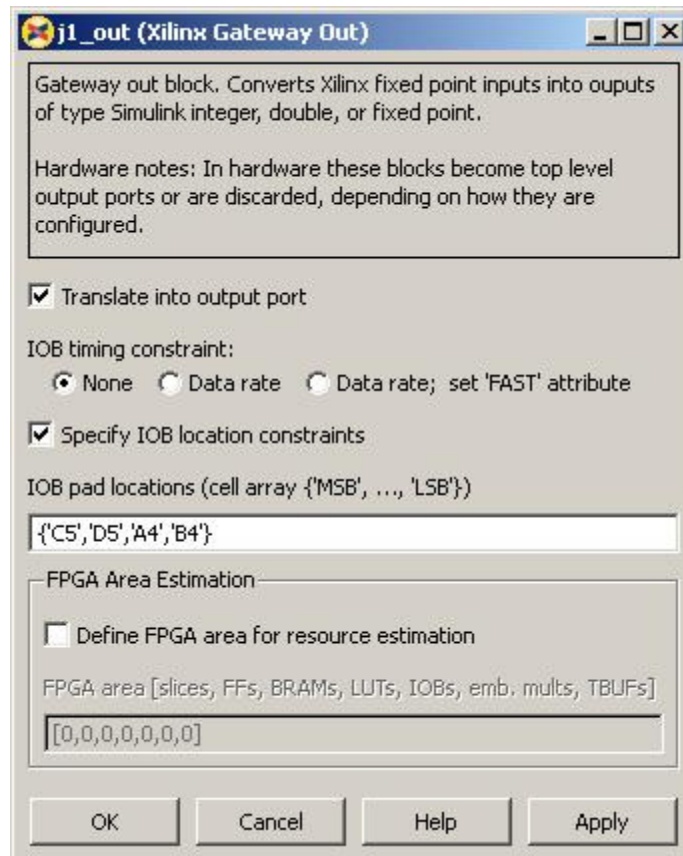 j1_out (Xilinx Gateway Out)
Gateway out block. Converts Xilinx fixed point inputs into ouputs
of type Simulink integer, double, or fixed point.
Hardware notes: In hardware these blocks become top level
output ports or are discarded, depending on how they are
configured.
Translate into output port
IOB timing constraint:
None Data rate Data rate; set 'FAST' attribute
Specify IOB location constraints
IOB pad locations (cell array {'MSB', ..., 'LSB'})
{'C5','D5','A4','B4'}
FPGA Area Estimation
Define FPGA area for resource estimation
FPGA area [slices, FFs, BRAMs, LUTs, IOBs, emb. mults, TBUFs]
[0,0,0,0,0,0,0]
OK Cancel Help Apply